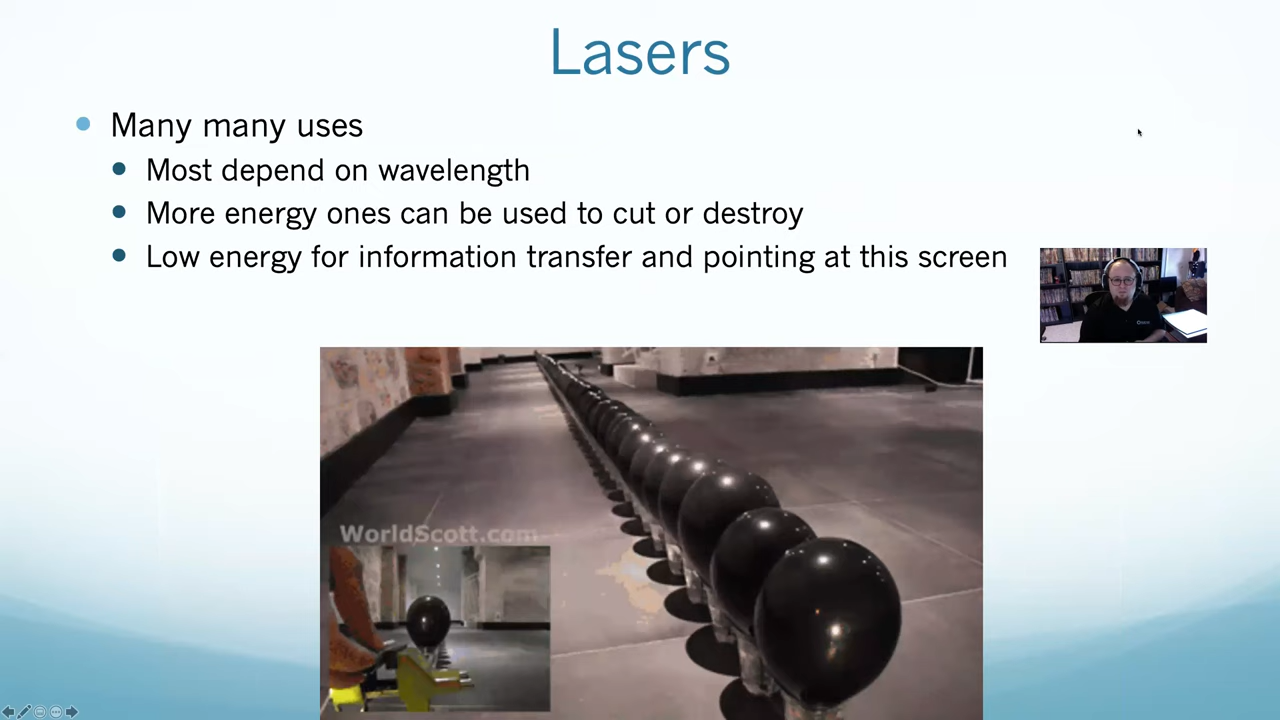 Lasers
Many many uses
Most depend on wavelength
More energy ones can be used to cut or destroy
Low energy for information transfer and pointing at this screen
WorldScott.com